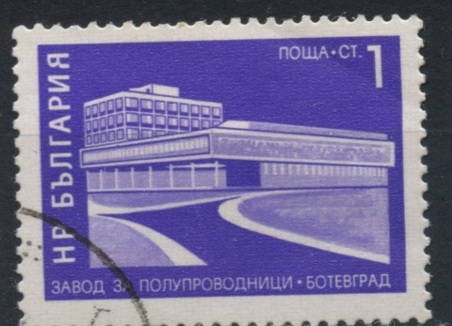 ПОЩА • СТ. 1
НР БЪЛГАРИЯ
ЗАВОД ЗА ПОЛУПРОВОДНИЦИ • БОТЕВГРАД